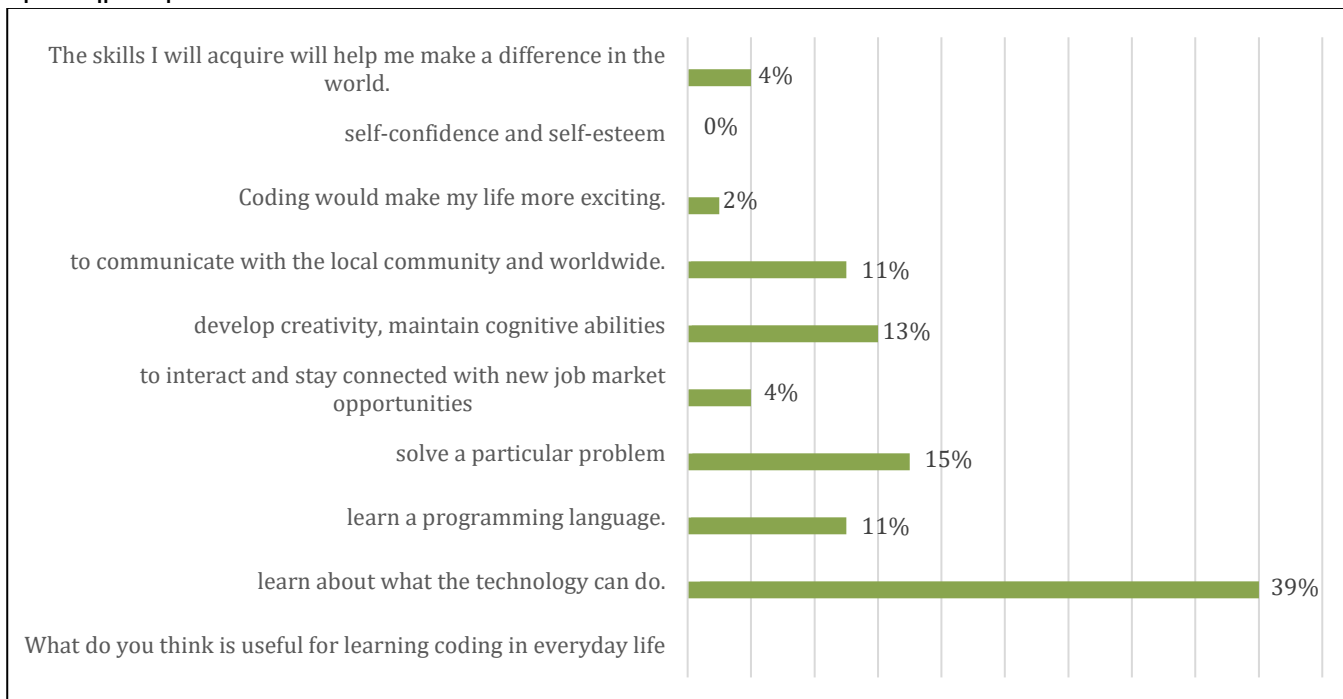 The skills I will acquire will help me make a difference in the
world.
4%
self-confidence and self-esteem
0%
Coding would make my life more exciting.
2%
to communicate with the local community and worldwide.
11%
develop creativity, maintain cognitive abilities
13%
to interact and stay connected with new job market
opportunities
4%
solve a particular problem
15%
learn a programming language.
11%
learn about what the technology can do.
39%
What do you think is useful for learning coding in everyday life